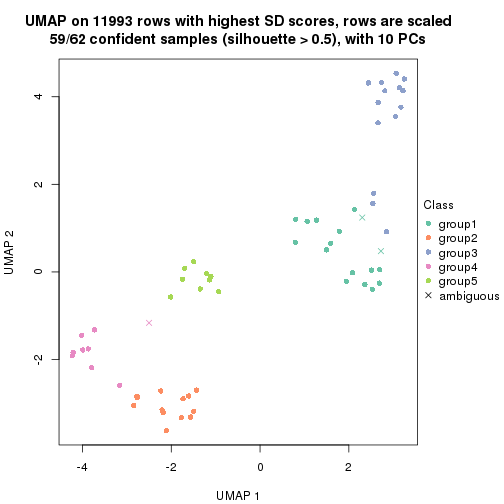 UMAP on 11993 rows with highest SD scores, rows are scaled
59/62 confident samples (silhouette > 0.5), with 10 PCs
4
2
0
-2
UMAP 2
-4
-2
0
2
UMAP 1
Class
group1
group2
group3
group4
group5
ambiguous